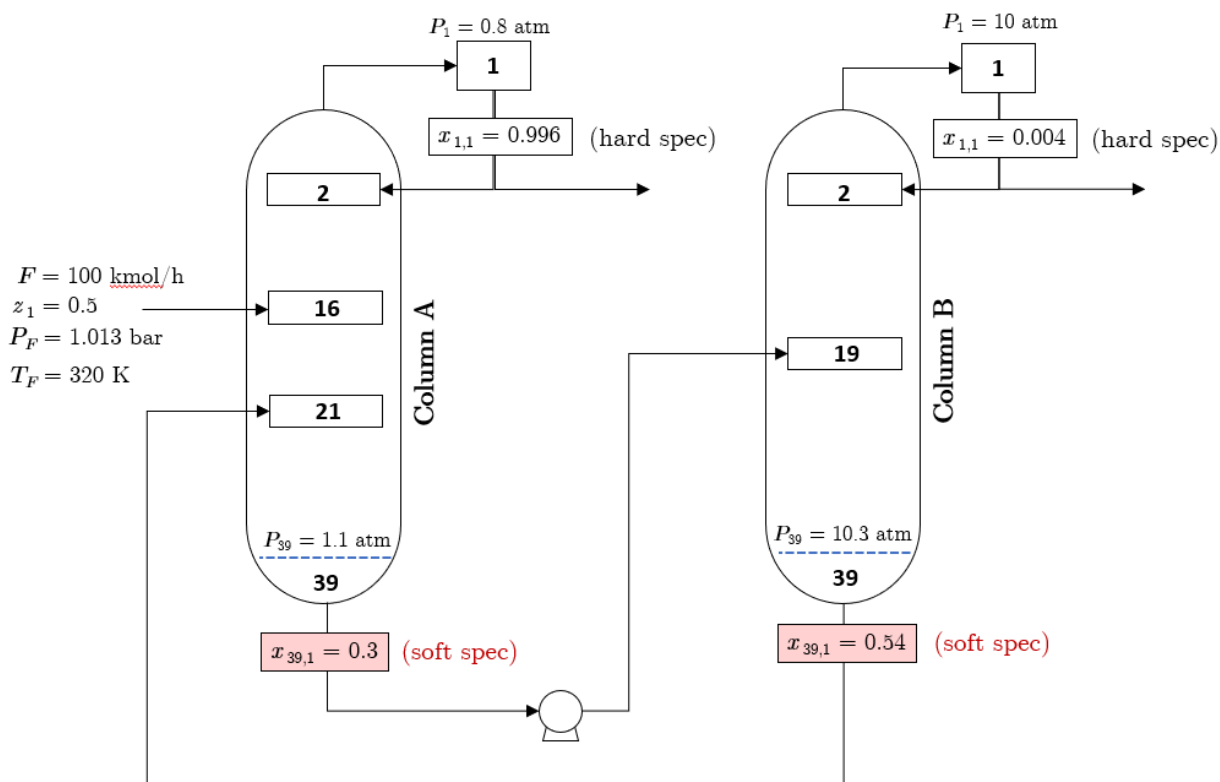 P₁ = 0.8 atm
1
x₁,₁ = 0.996 (hard spec)
2
F = 100 kmol/h
z₁ = 0.5
P_F = 1.013 bar
T_F = 320 K
16
21
Column A
P₃₉ = 1.1 atm
39
x₃₉,₁ = 0.3 (soft spec)
P₁ = 10 atm
1
x₁,₁ = 0.004 (hard spec)
2
19
Column B
P₃₉ = 10.3 atm
39
x₃₉,₁ = 0.54 (soft spec)